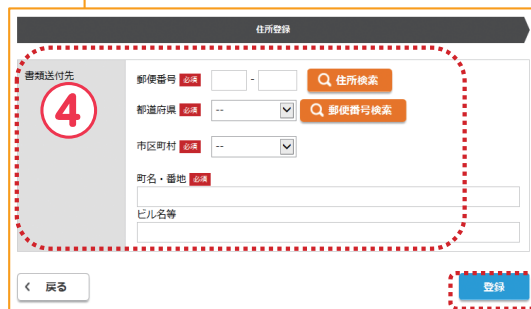 住所登録
書類送付先
④
郵便番号 必須 - 住所検索
都道府県 必須 -- 郵便番号検索
市区町村 必須 --
町名・番地 必須
ビル名等
< 戻る
登録